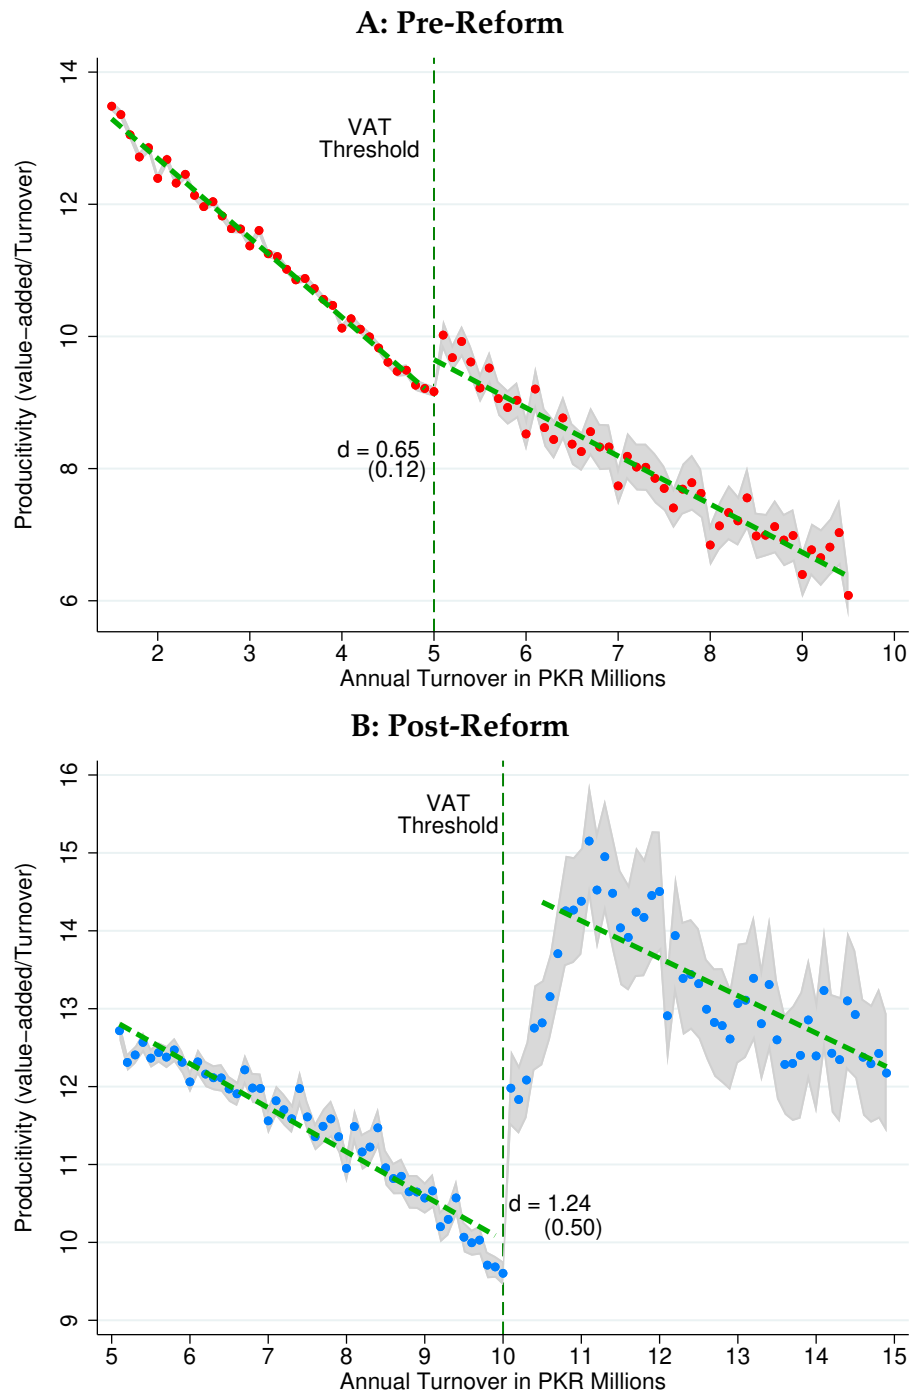 A: Pre-Reform
14
12
10
8
6
Producitivity (value−added/Turnover)
VAT
Threshold
d = 0.65
(0.12)
2 3 4 5 6 7 8 9 10
Annual Turnover in PKR Millions
B: Post-Reform
16
15
14
13
12
11
10
9
Producitivity (value−added/Turnover)
VAT
Threshold
d = 1.24
(0.50)
5 6 7 8 9 10 11 12 13 14 15
Annual Turnover in PKR Millions